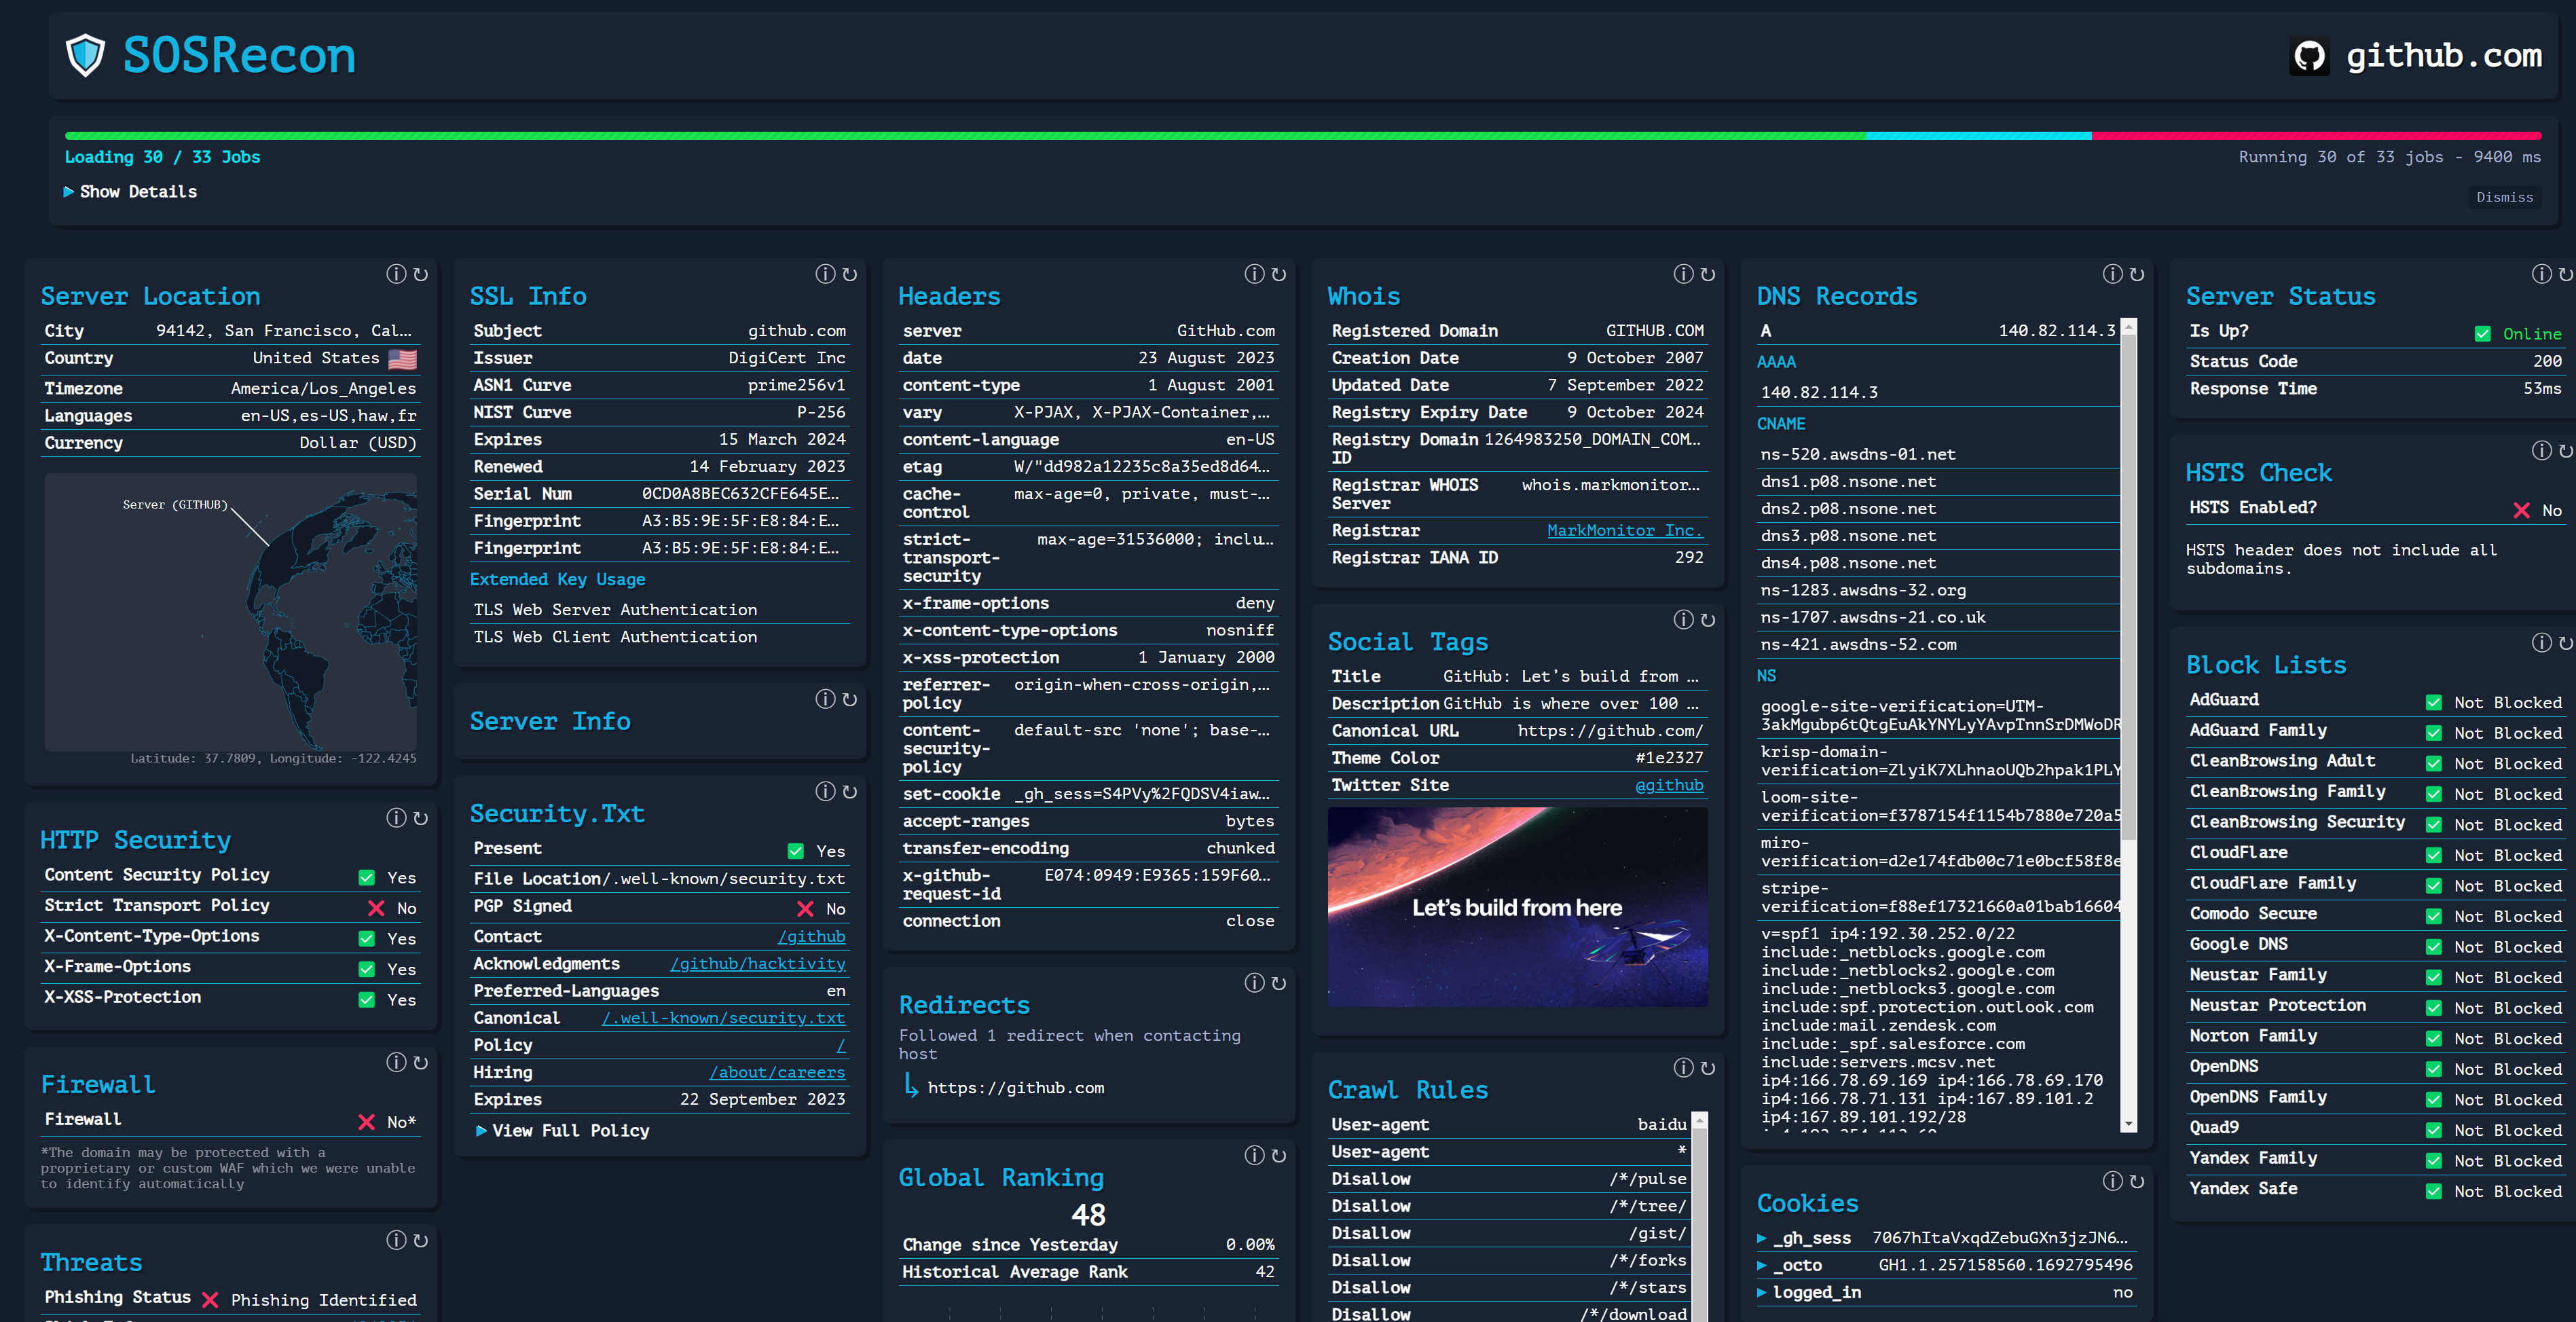 SOSRecon
github.com
Loading 30 / 33 Jobs
Running 30 of 33 jobs - 9400 ms
Show Details
Dismiss
Server Location
City 94142, San Francisco, Cal...
Country United States
Timezone America/Los_Angeles
Languages en-US,es-US,haw,fr
Currency Dollar (USD)
Server (GITHUB)
Latitude: 37.7809, Longitude: -122.4245
HTTP Security
Content Security Policy Yes
Strict Transport Policy No
X-Content-Type-Options Yes
X-Frame-Options Yes
X-XSS-Protection Yes
Firewall
Firewall No*
*The domain may be protected with a
proprietary or custom WAF which we were unable
to identify automatically
Threats
Phishing Status Phishing Identified
SSL Info
Subject github.com
Issuer DigiCert Inc
ASN1 Curve prime256v1
NIST Curve P-256
Expires 15 March 2024
Renewed 14 February 2023
Serial Num 0CD0A8BEC632CFE645E...
Fingerprint A3:B5:9E:5F:E8:84:E...
Fingerprint A3:B5:9E:5F:E8:84:E...
Extended Key Usage
TLS Web Server Authentication
TLS Web Client Authentication
Server Info
Security.Txt
Present Yes
File Location /.well-known/security.txt
PGP Signed No
Contact /github
Acknowledgments /github/hacktivity
Preferred-Languages en
Canonical /.well-known/security.txt
Policy /
Hiring /about/careers
Expires 22 September 2023
View Full Policy
Headers
server GitHub.com
date 23 August 2023
content-type 1 August 2001
vary X-PJAX, X-PJAX-Container,...
content-language en-US
etag W/"dd982a12235c8a35ed8d64...
cache- max-age=0, private, must-...
control
strict- max-age=31536000; inclu...
transport-
security
x-frame-options deny
x-content-type-options nosniff
x-xss-protection 1 January 2000
referrer- origin-when-cross-origin,...
policy
content- default-src 'none'; base-...
security-
policy
set-cookie _gh_sess=S4PVy%2FQDSV4iaw...
accept-ranges bytes
transfer-encoding chunked
x-github- E074:0949:E9365:159F60...
request-id
connection close
Redirects
Followed 1 redirect when contacting
host
https://github.com
Global Ranking
48
Change since Yesterday 0.00%
Historical Average Rank 42
Whois
Registered Domain GITHUB.COM
Creation Date 9 October 2007
Updated Date 7 September 2022
Registry Expiry Date 9 October 2024
Registry Domain 1264983250_DOMAIN_COM...
ID
Registrar WHOIS whois.markmonitor...
Server
Registrar MarkMonitor Inc.
Registrar IANA ID 292
Social Tags
Title GitHub: Let’s build from ...
Description GitHub is where over 100 ...
Canonical URL https://github.com/
Theme Color #1e2327
Twitter Site @github
Let’s build from here
Crawl Rules
User-agent baidu
User-agent *
Disallow /*/pulse
Disallow /*/tree/
Disallow /gist/
Disallow /*/forks
Disallow /*/stars
Disallow /*/download
DNS Records
A 140.82.114.3
AAAA
140.82.114.3
CNAME
ns-520.awsdns-01.net
dns1.p08.nsone.net
dns2.p08.nsone.net
dns3.p08.nsone.net
dns4.p08.nsone.net
ns-1283.awsdns-32.org
ns-1707.awsdns-21.co.uk
ns-421.awsdns-52.com
NS
google-site-verification=UTM-
3akMgubp6tQtgEuAkYNYLyYAvpTnnSrDMWoDR
krisp-domain-
verification=ZlyiK7XLhnaoUQb2hpak1PLY
loom-site-
verification=f3787154f1154b7880e720a5
miro-
verification=d2e174fdb00c71e0bcf58f8e
stripe-
verification=f88ef17321660a01bab16604
v=spf1 ip4:192.30.252.0/22
include:_netblocks.google.com
include:_netblocks2.google.com
include:_netblocks3.google.com
include:spf.protection.outlook.com
include:mail.zendesk.com
include:_spf.salesforce.com
include:servers.mcsv.net
ip4:166.78.69.169 ip4:166.78.69.170
ip4:166.78.71.131 ip4:167.89.101.2
ip4:167.89.101.192/28
Cookies
_gh_sess 7067hItaVxqdZebuGXn3jzJN6...
_octo GH1.1.257158560.1692795496
logged_in no
Server Status
Is Up? Online
Status Code 200
Response Time 53ms
HSTS Check
HSTS Enabled? No
HSTS header does not include all
subdomains.
Block Lists
AdGuard Not Blocked
AdGuard Family Not Blocked
CleanBrowsing Adult Not Blocked
CleanBrowsing Family Not Blocked
CleanBrowsing Security Not Blocked
CloudFlare Not Blocked
CloudFlare Family Not Blocked
Comodo Secure Not Blocked
Google DNS Not Blocked
Neustar Family Not Blocked
Neustar Protection Not Blocked
Norton Family Not Blocked
OpenDNS Not Blocked
OpenDNS Family Not Blocked
Quad9 Not Blocked
Yandex Family Not Blocked
Yandex Safe Not Blocked